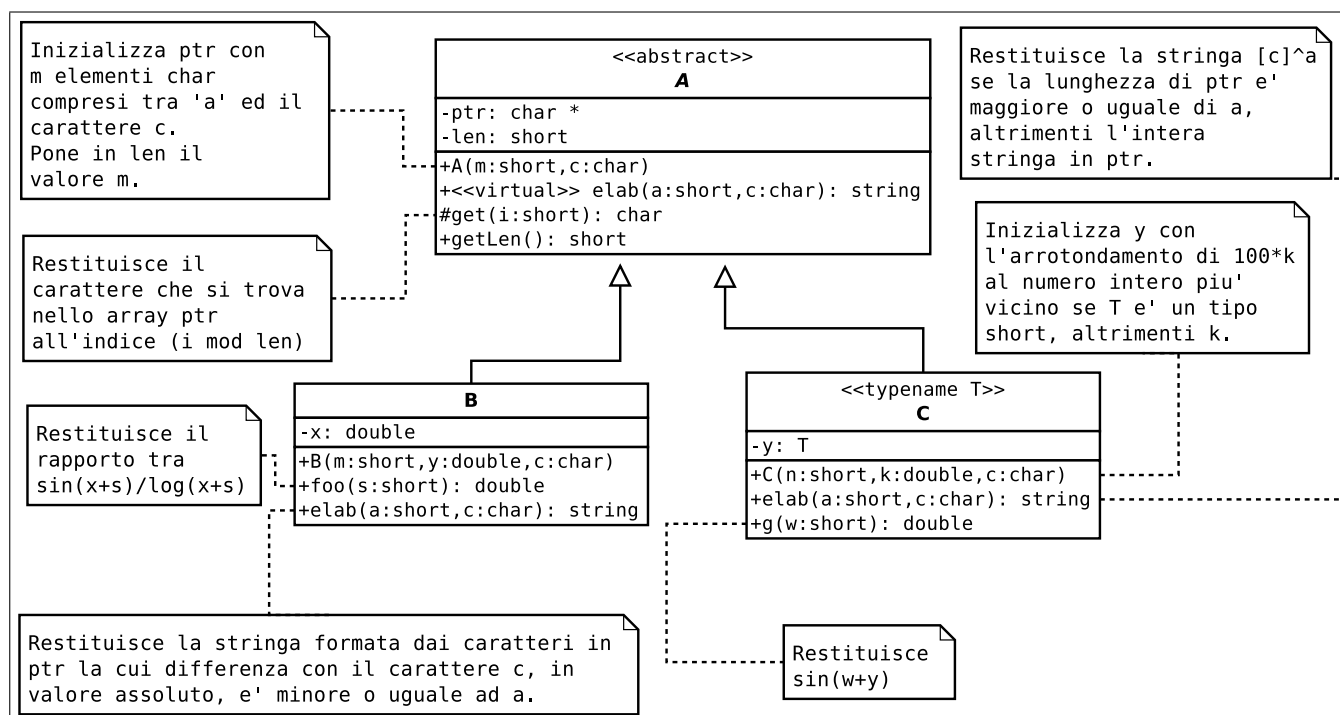 Inizializza ptr con
m elementi char
compresi tra 'a' ed il
carattere c.
Pone in len il
valore m.
<<abstract>>
A
-ptr: char *
-len: short
+A(m:short,c:char)
+<<virtual>> elab(a:short,c:char): string
#get(i:short): char
+getLen(): short
Restituisce la stringa [c]^a
se la lunghezza di ptr e'
maggiore o uguale di a,
altrimenti l'intera
stringa in ptr.
Restituisce il
carattere che si trova
nello array ptr
all'indice (i mod len)
Inizializza y con
l'arrotondamento di 100*k
al numero intero piu'
vicino se T e' un tipo
short, altrimenti k.
B
-x: double
+B(m:short,y:double,c:char)
+foo(s:short): double
+elab(a:short,c:char): string
<<typename T>>
C
-y: T
+C(n:short,k:double,c:char)
+elab(a:short,c:char): string
+g(w:short): double
Restituisce il
rapporto tra
sin(x+s)/log(x+s)
Restituisce la stringa formata dai caratteri in
ptr la cui differenza con il carattere c, in
valore assoluto, e' minore o uguale ad a.
Restituisce
sin(w+y)